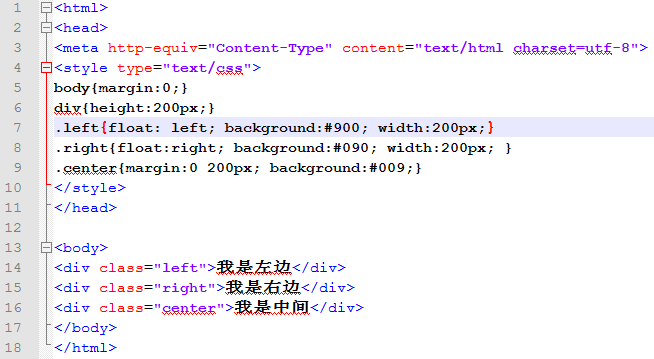 1 <html>
2 <head>
3 <meta http-equiv="Content-Type" content="text/html charset=utf-8">
4 <style type="text/css">
5 body{margin:0;}
6 div{height:200px;}
7 .left{float: left; background:#900; width:200px;}
8 .right{float:right; background:#090; width:200px; }
9 .center{margin:0 200px; background:#009;}
10 </style>
11 </head>
12
13 <body>
14 <div class="left">我是左边</div>
15 <div class="right">我是右边</div>
16 <div class="center">我是中间</div>
17 </body>
18 </html>